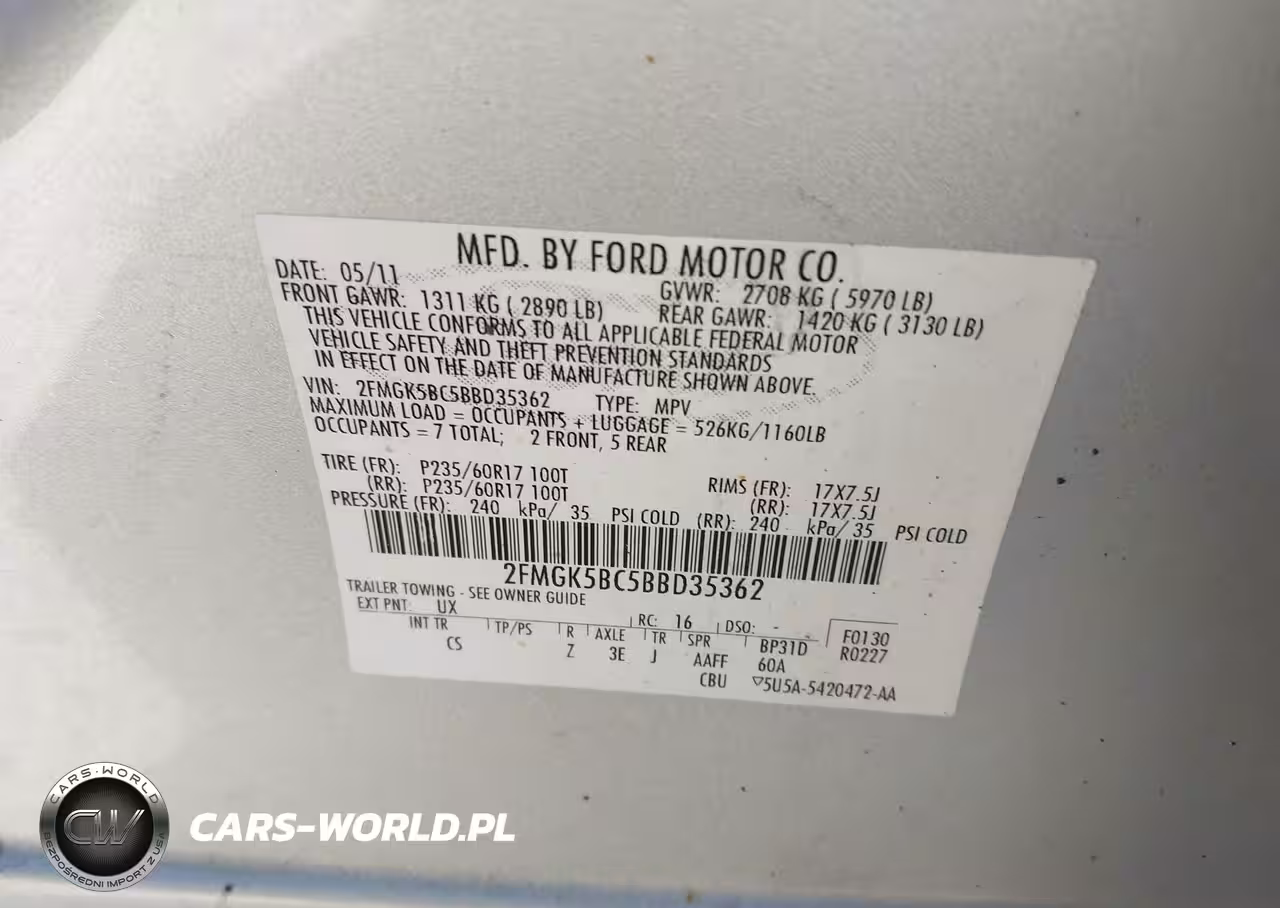 MFD. BY FORD MOTOR CO.
DATE: 05/11 GVWR: 2708 KG ( 5970 LB)
FRONT GAWR: 1311 KG ( 2890 LB) REAR GAWR: 1420 KG ( 3130 LB)
THIS VEHICLE CONFORMS TO ALL APPLICABLE FEDERAL MOTOR
VEHICLE SAFETY AND THEFT PREVENTION STANDARDS
IN EFFECT ON THE DATE OF MANUFACTURE SHOWN ABOVE.
VIN: 2FMGK5BC5BBD35362 TYPE: MPV
MAXIMUM LOAD = OCCUPANTS + LUGGAGE = 526KG/1160LB
OCCUPANTS = 7 TOTAL; 2 FRONT, 5 REAR
TIRE (FR): P235/60R17 100T RIMS (FR): 17X7.5J
(RR): P235/60R17 100T (RR): 17X7.5J
PRESSURE (FR): 240 kPa/ 35 PSI COLD (RR): 240 kPa/ 35 PSI COLD
2FMGK5BC5BBD35362
TRAILER TOWING - SEE OWNER GUIDE
EXT PNT: UX RC: 16 DSO: - F0130
INT TR TP/PS R AXLE TR SPR BP31D R0227
CS Z 3E J AAFF 60A
CBU ▽5U5A-5420472-AA
CARS-WORLD
CW
BEZPOŚREDNI IMPORT Z USA
CARS-WORLD.PL